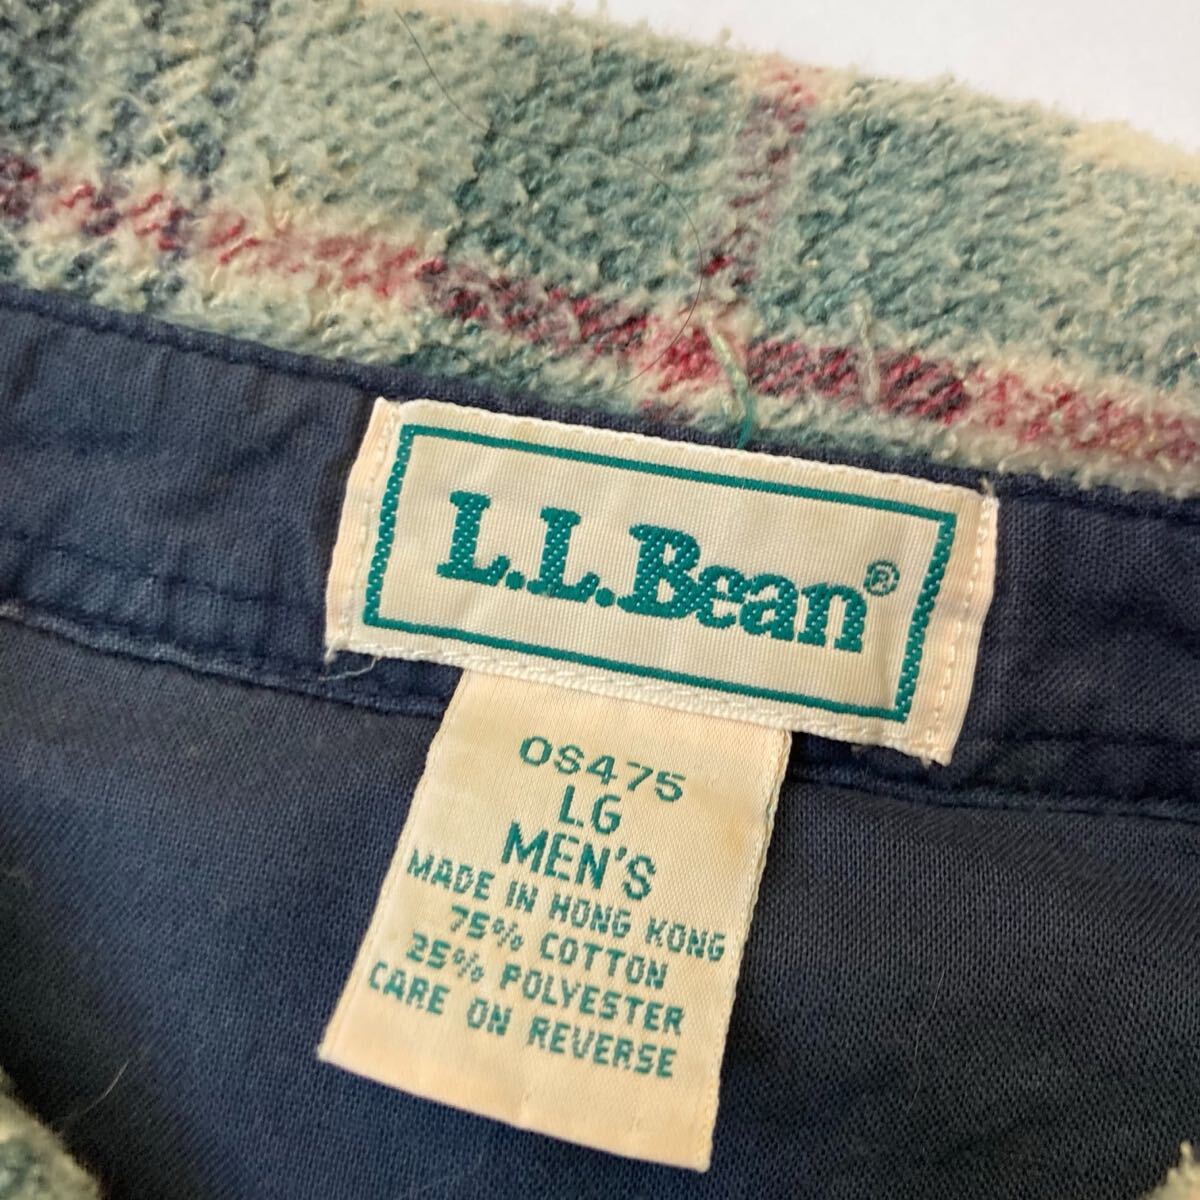 L.L.Bean®
OS475
LG
MEN'S
MADE IN HONG KONG
75% COTTON
25% POLYESTER
CARE ON REVERSE